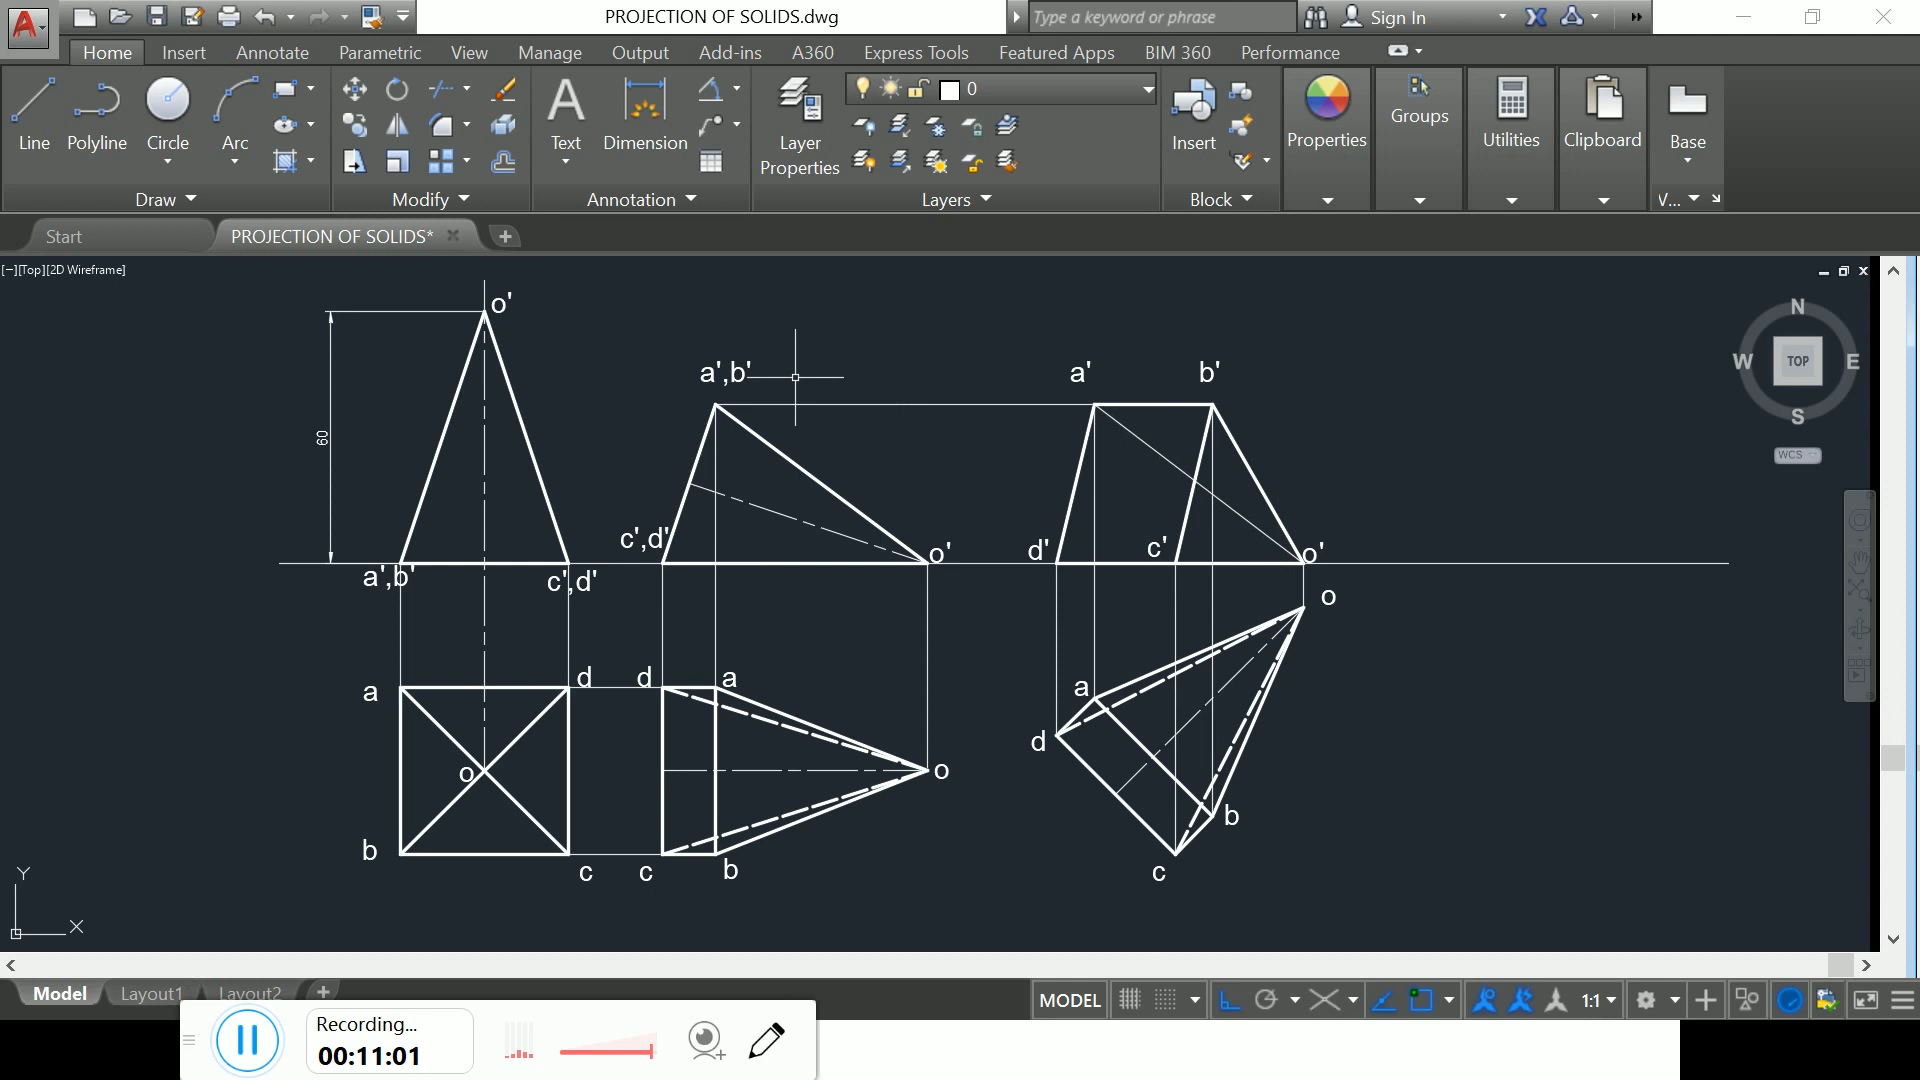 PROJECTION OF SOLIDS.dwg
Type a keyword or phrase
Sign In
Home Insert Annotate Parametric View Manage Output Add-ins A360 Express Tools Featured Apps BIM 360 Performance
Line Polyline Circle Arc
Text Dimension
Layer Properties
0
Insert
Properties
Groups
Utilities
Clipboard
Base
Draw Modify Annotation Layers Block V...
Start PROJECTION OF SOLIDS*
[−][Top][2D Wireframe]
N
W TOP E
S
WCS
o'
a',b' a' b'
60
c',d' o' d' c' o'
a',b' c',d'
o
a d d a a
o o d
b b
c c b c
Y
X
Model Layout1 Layout2
MODEL 1:1
Recording...
00:11:01